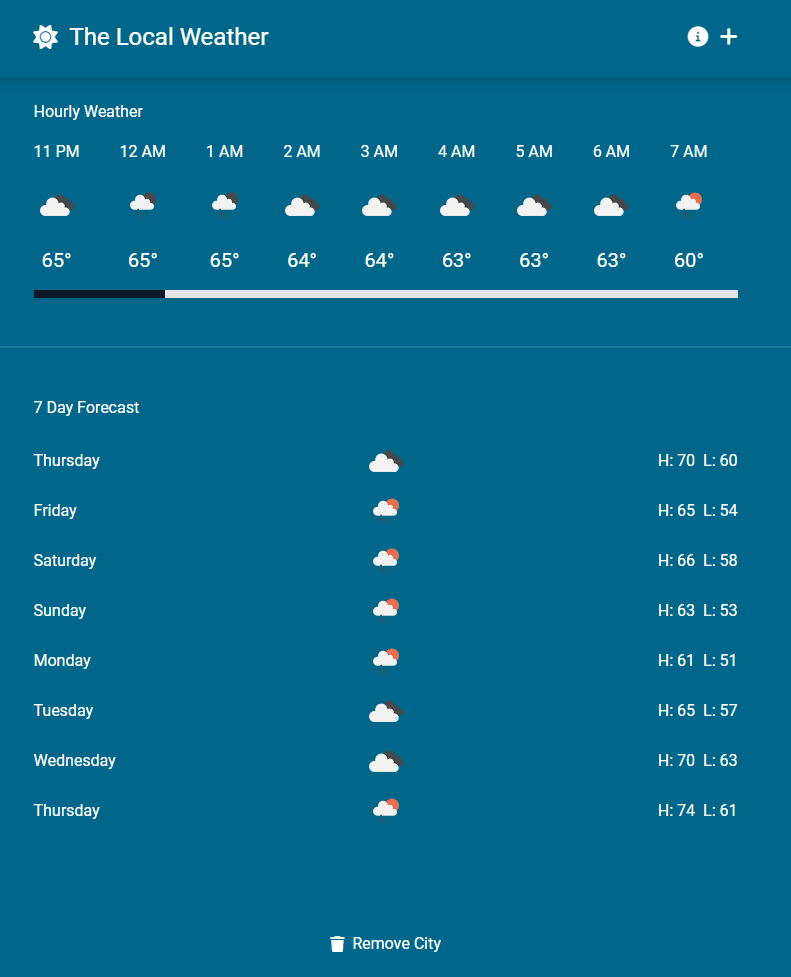 The Local Weather
Hourly Weather
11 PM 12 AM 1 AM 2 AM 3 AM 4 AM 5 AM 6 AM 7 AM
65° 65° 65° 64° 64° 63° 63° 63° 60°
7 Day Forecast
Thursday H: 70 L: 60
Friday H: 65 L: 54
Saturday H: 66 L: 58
Sunday H: 63 L: 53
Monday H: 61 L: 51
Tuesday H: 65 L: 57
Wednesday H: 70 L: 63
Thursday H: 74 L: 61
Remove City